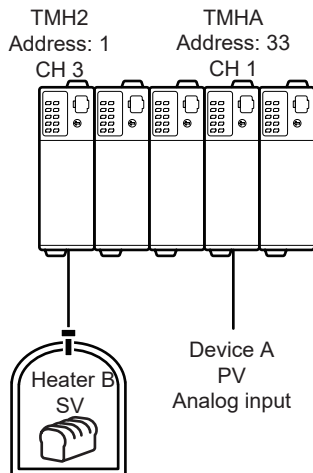 TMH2
Address: 1
CH 3
TMHA
Address: 33
CH 1
Heater B
SV
Device A
PV
Analog input